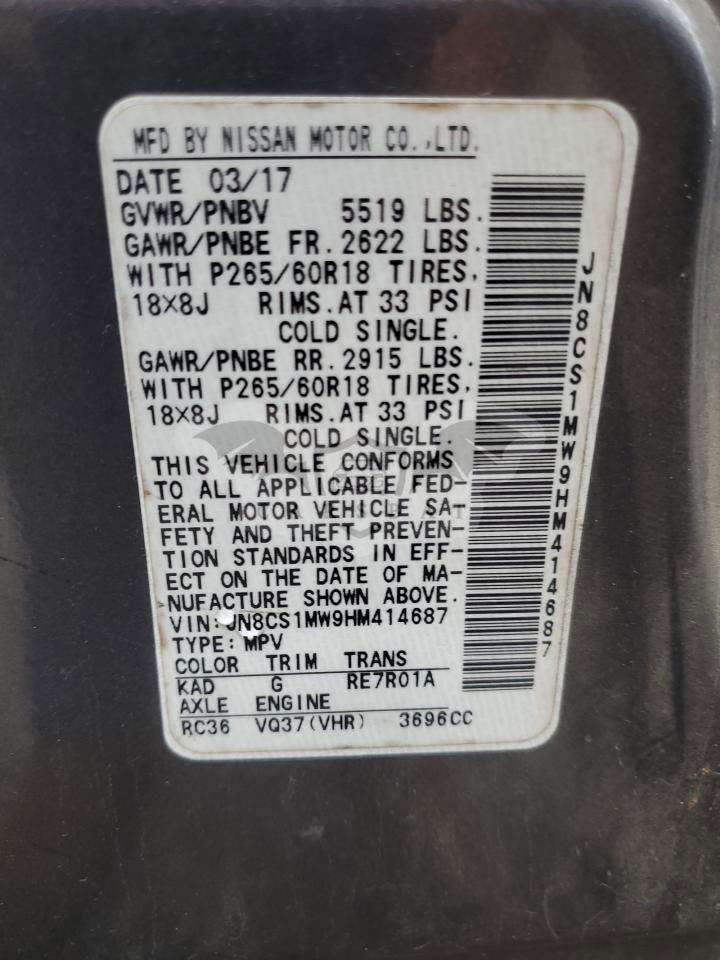 MFD BY NISSAN MOTOR CO.,LTD.
DATE 03/17
GVWR/PNBV 5519 LBS.
GAWR/PNBE FR. 2622 LBS.
WITH P265/60R18 TIRES,
18X8J RIMS.AT 33 PSI
COLD SINGLE.
GAWR/PNBE RR. 2915 LBS.
WITH P265/60R18 TIRES,
18X8J RIMS.AT 33 PSI
COLD SINGLE.
THIS VEHICLE CONFORMS
TO ALL APPLICABLE FED-
ERAL MOTOR VEHICLE SA-
FETY AND THEFT PREVEN-
TION STANDARDS IN EFF-
ECT ON THE DATE OF MA-
NUFACTURE SHOWN ABOVE.
VIN:JN8CS1MW9HM414687
TYPE:MPV
COLOR TRIM TRANS
KAD G RE7R01A
AXLE ENGINE
RC36 VQ37(VHR) 3696CC
JN8CS1MW9HM414687